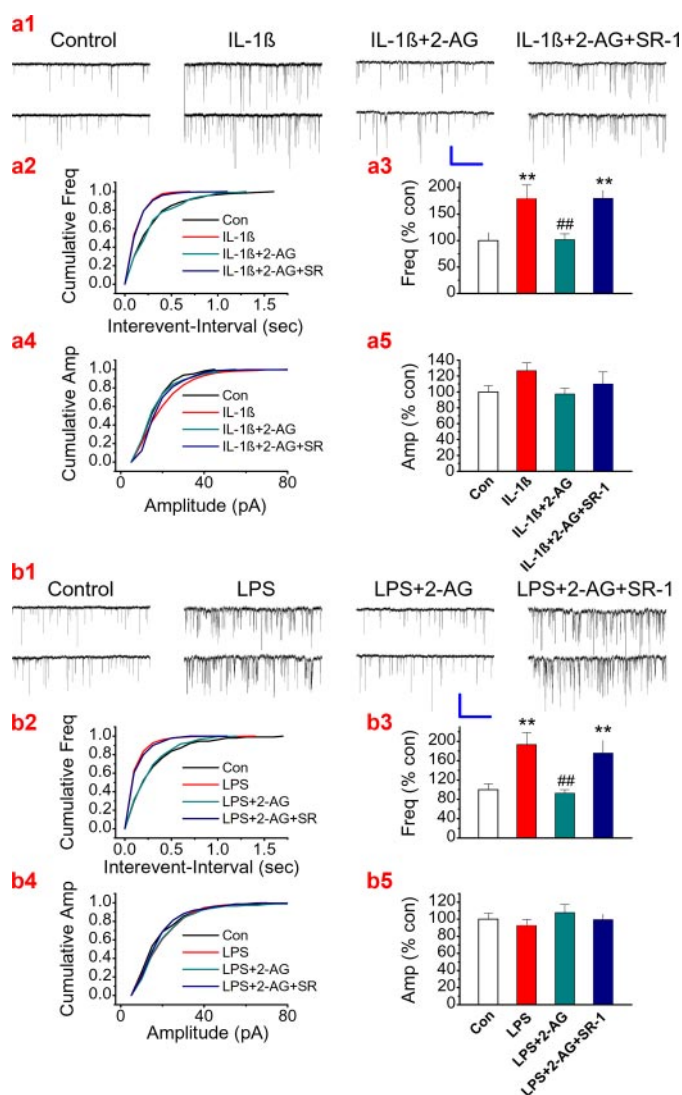 a1
Control IL-1ß IL-1ß+2-AG IL-1ß+2-AG+SR-1
a2
Cumulative Freq
1.0
0.8
0.6
0.4
0.2
0.0
Con
IL-1ß
IL-1ß+2-AG
IL-1ß+2-AG+SR
0.0 0.5 1.0 1.5
Interevent-Interval (sec)
a3
Freq (% con)
200
150
100
50
0
** ## **
a4
Cumulative Amp
1.0
0.8
0.6
0.4
0.2
0.0
Con
IL-1ß
IL-1ß+2-AG
IL-1ß+2-AG+SR
0 40 80
Amplitude (pA)
a5
Amp (% con)
140
120
100
80
60
40
20
0
Con IL-1ß IL-1ß+2-AG IL-1ß+2-AG+SR-1
b1
Control LPS LPS+2-AG LPS+2-AG+SR-1
b2
Cumulative Freq
1.0
0.8
0.6
0.4
0.2
0.0
Con
LPS
LPS+2-AG
LPS+2-AG+SR
0.0 0.5 1.0 1.5
Interevent-Interval (sec)
b3
Freq (% con)
200
160
120
80
40
0
** ## **
b4
Cumulative Amp
1.0
0.8
0.6
0.4
0.2
0.0
Con
LPS
LPS+2-AG
LPS+2-AG+SR
0 40 80
Amplitude (pA)
b5
Amp (% con)
120
100
80
60
40
20
0
Con LPS LPS+2-AG LPS+2-AG+SR-1